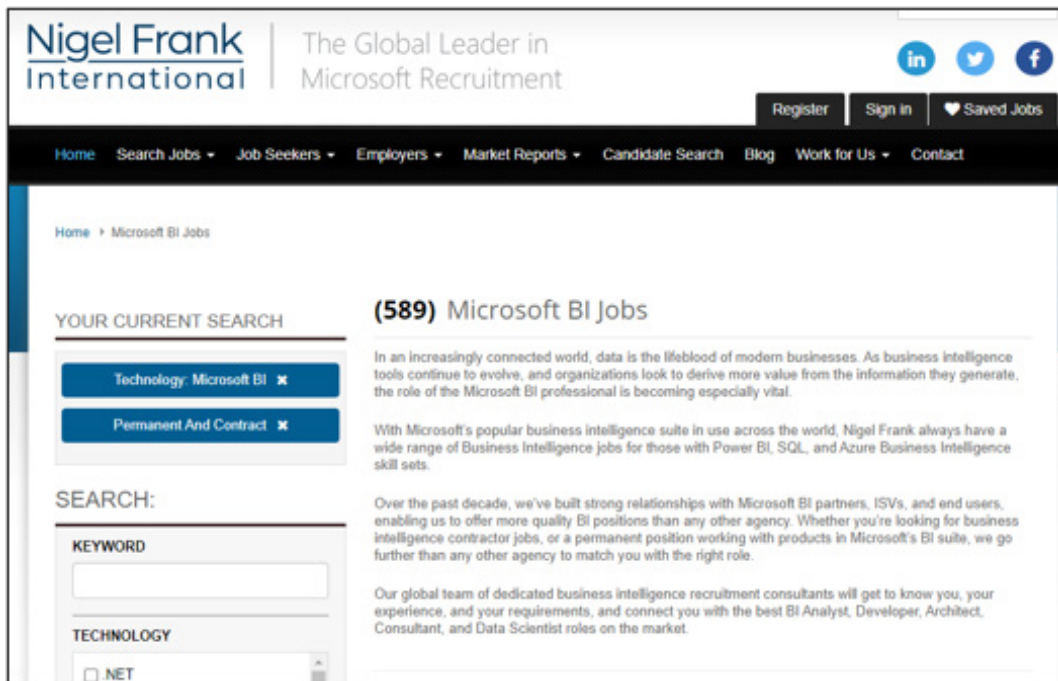 Nigel Frank
International
The Global Leader in
Microsoft Recruitment
in
f
Register
Sign in
Saved Jobs
Home
Search Jobs
Job Seekers
Employers
Market Reports
Candidate Search
Blog
Work for Us
Contact
Home
Microsoft BI Jobs
YOUR CURRENT SEARCH
Technology: Microsoft BI
Permanent And Contract
SEARCH:
KEYWORD
TECHNOLOGY
.NET
(589) Microsoft BI Jobs
In an increasingly connected world, data is the lifeblood of modern businesses. As business intelligence
tools continue to evolve, and organizations look to derive more value from the information they generate,
the role of the Microsoft BI professional is becoming especially vital.
With Microsoft's popular business intelligence suite in use across the world, Nigel Frank always have a
wide range of Business Intelligence jobs for those with Power BI, SQL, and Azure Business Intelligence
skill sets.
Over the past decade, we've built strong relationships with Microsoft BI partners, ISVs, and end users,
enabling us to offer more quality BI positions than any other agency. Whether you're looking for business
intelligence contractor jobs, or a permanent position working with products in Microsoft's BI suite, we go
further than any other agency to match you with the right role.
Our global team of dedicated business intelligence recruitment consultants will get to know you, your
experience, and your requirements, and connect you with the best BI Analyst, Developer, Architect,
Consultant, and Data Scientist roles on the market.